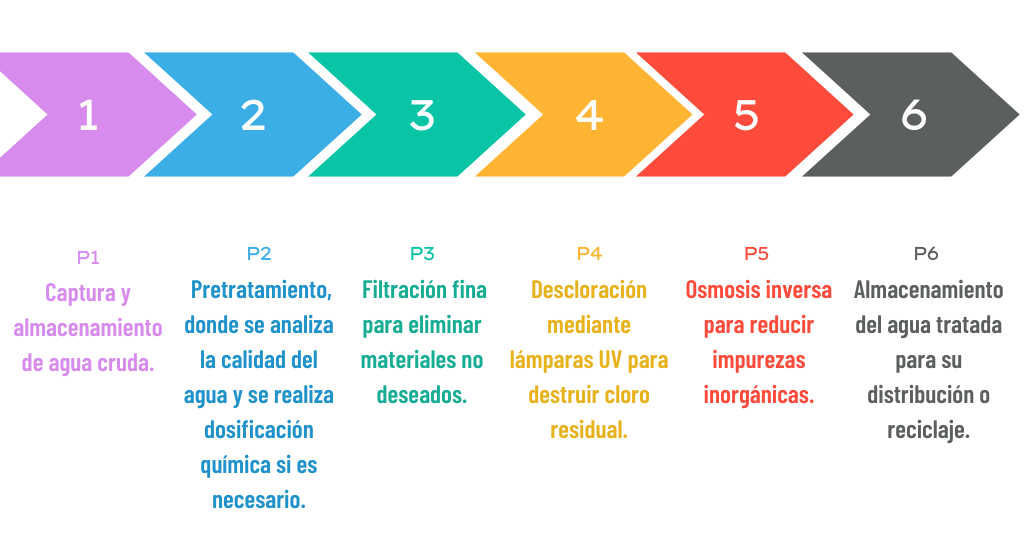 1
2
3
4
5
6
P1
Captura y
almacenamiento
de agua cruda.
P2
Pretratamiento,
donde se analiza
la calidad del
agua y se realiza
dosificación
química si es
necesario.
P3
Filtración fina
para eliminar
materiales no
deseados.
P4
Descloración
mediante
lámparas UV para
destruir cloro
residual.
P5
Osmosis inversa
para reducir
impurezas
inorgánicas.
P6
Almacenamiento
del agua tratada
para su
distribución o
reciclaje.